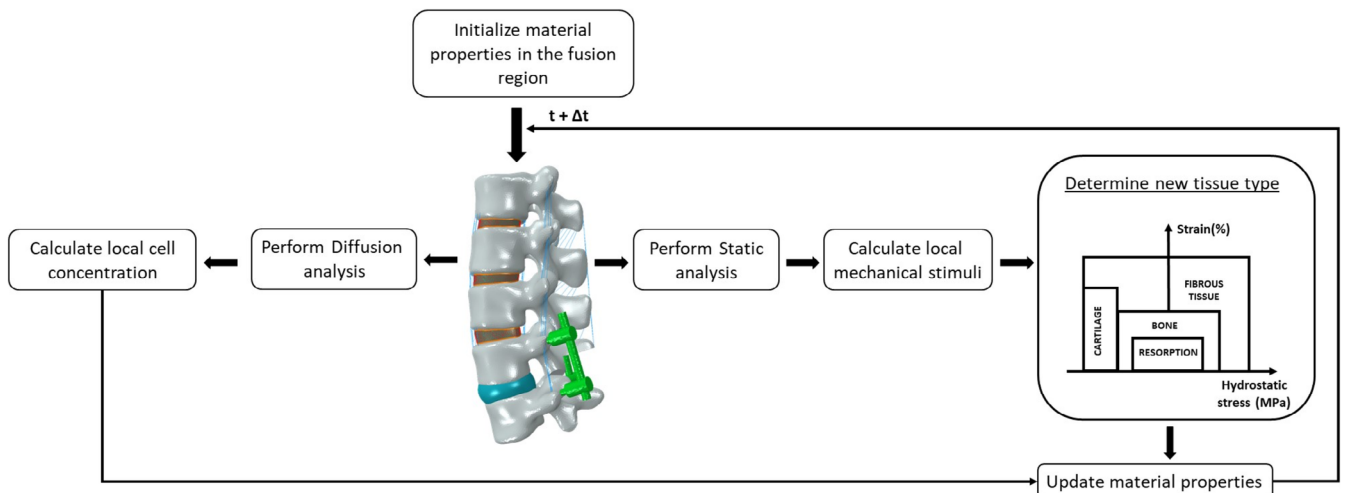 Initialize material
properties in the fusion
region
t + Δt
Calculate local cell
concentration
Perform Diffusion
analysis
Perform Static
analysis
Calculate local
mechanical stimuli
Determine new tissue type
Strain(%)
FIBROUS
TISSUE
CARTILAGE
BONE
RESORPTION
Hydrostatic
stress (MPa)
Update material properties